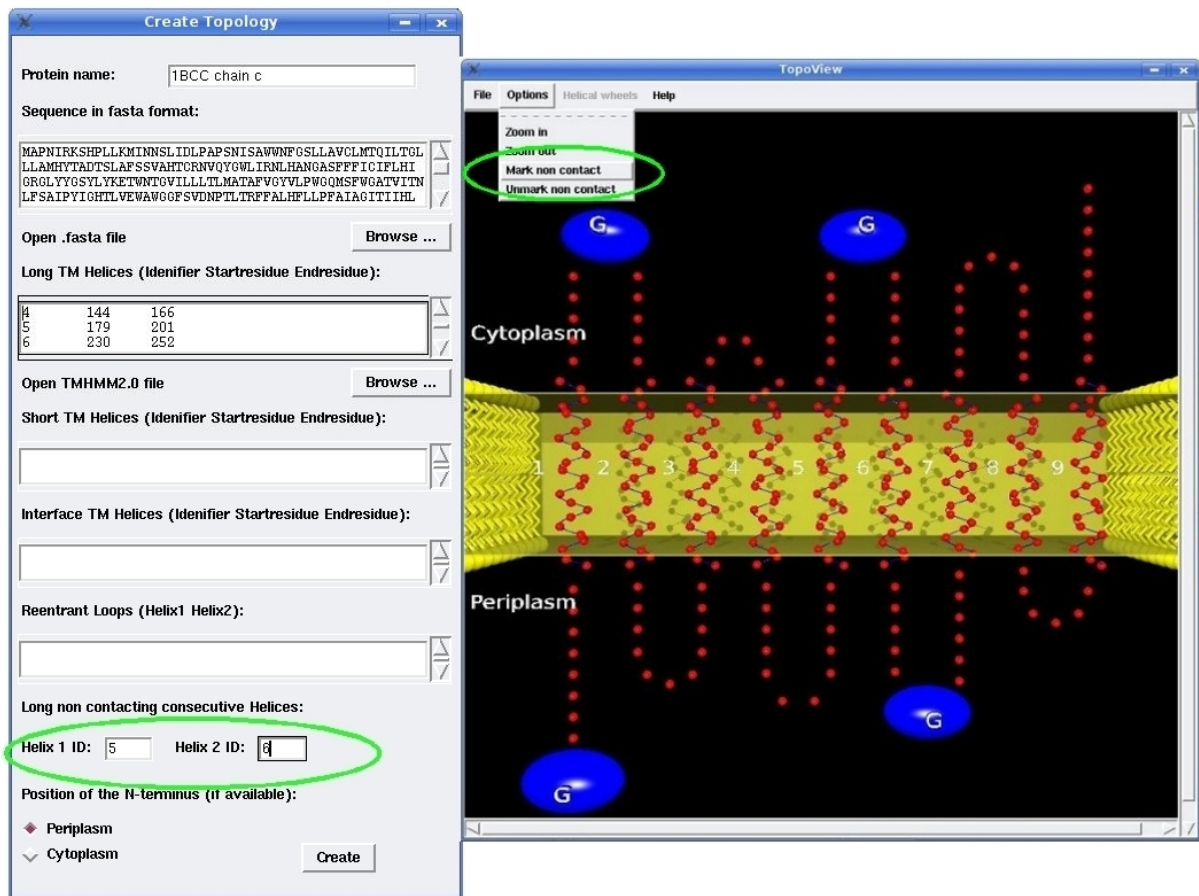 Create Topology
Protein name: 1BCC chain c
Sequence in fasta format:
MAPNIRKSHPLLKMINNSLIDLPAPSNISAWWNFGSLLAVCLMTQILTGL
LLAMHYTADTSLAFSSVAHTCRNVQYGWLIRNLHANGASFFFICIFLHI
GRGLYYGSYLYKETWNTGVILLLTLMATAFVGYVLPWGQMSFWGATVITN
LFSAIPYIGHTLVEWAWGGFSVDNPTLTRFFALHFLLPFAIAGITIIHL
Open .fasta file Browse ...
Long TM Helices (Idenifier Startresidue Endresidue):
4 144 166
5 179 201
6 230 252
Open TMHMM2.0 file Browse ...
Short TM Helices (Idenifier Startresidue Endresidue):
Interface TM Helices (Idenifier Startresidue Endresidue):
Reentrant Loops (Helix1 Helix2):
Long non contacting consecutive Helices:
Helix 1 ID: 5 Helix 2 ID: 6
Position of the N-terminus (if available):
Periplasm
Cytoplasm
Create
TopoView
File Options Helical wheels Help
Zoom in
Zoom out
Mark non contact
Unmark non contact
G G
Cytoplasm
1 2 3 4 5 6 7 8 9
Periplasm
G
G